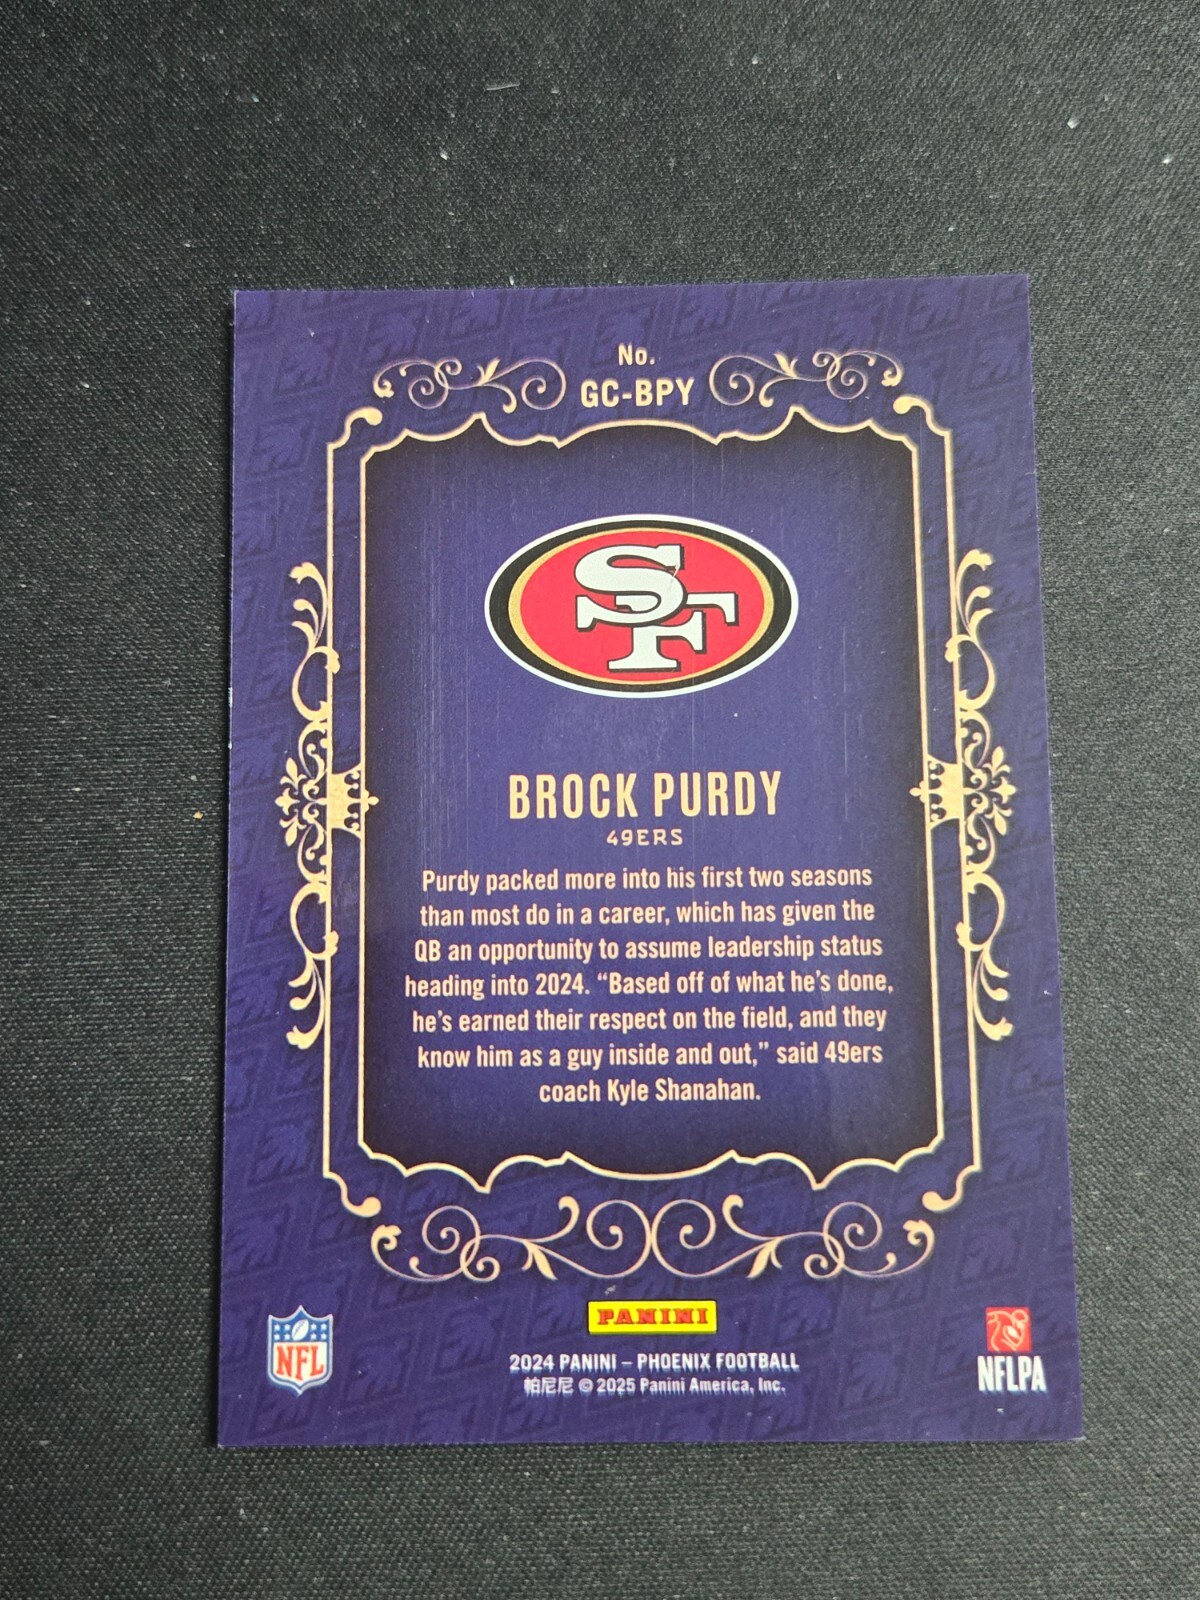 No.
GC-BPY
SF
BROCK PURDY
49ERS
Purdy packed more into his first two seasons
than most do in a career, which has given the
QB an opportunity to assume leadership status
heading into 2024. “Based off of what he’s done,
he’s earned their respect on the field, and they
know him as a guy inside and out,” said 49ers
coach Kyle Shanahan.
PANINI
NFL
2024 PANINI – PHOENIX FOOTBALL
帕尼尼 © 2025 Panini America, Inc.
NFLPA